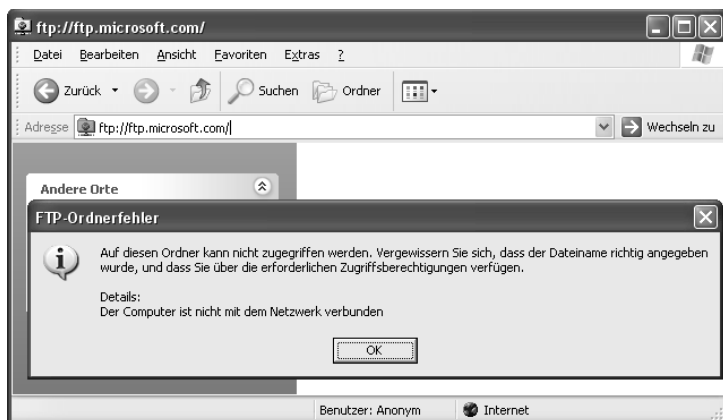 ftp://ftp.microsoft.com/
Datei Bearbeiten Ansicht Favoriten Extras ?
Zurück Suchen Ordner
Adresse ftp://ftp.microsoft.com/ Wechseln zu
Andere Orte
FTP-Ordnerfehler
Auf diesen Ordner kann nicht zugegriffen werden. Vergewissern Sie sich, dass der Dateiname richtig angegeben
wurde, und dass Sie über die erforderlichen Zugriffsberechtigungen verfügen.
Details:
Der Computer ist nicht mit dem Netzwerk verbunden
OK
Benutzer: Anonym Internet